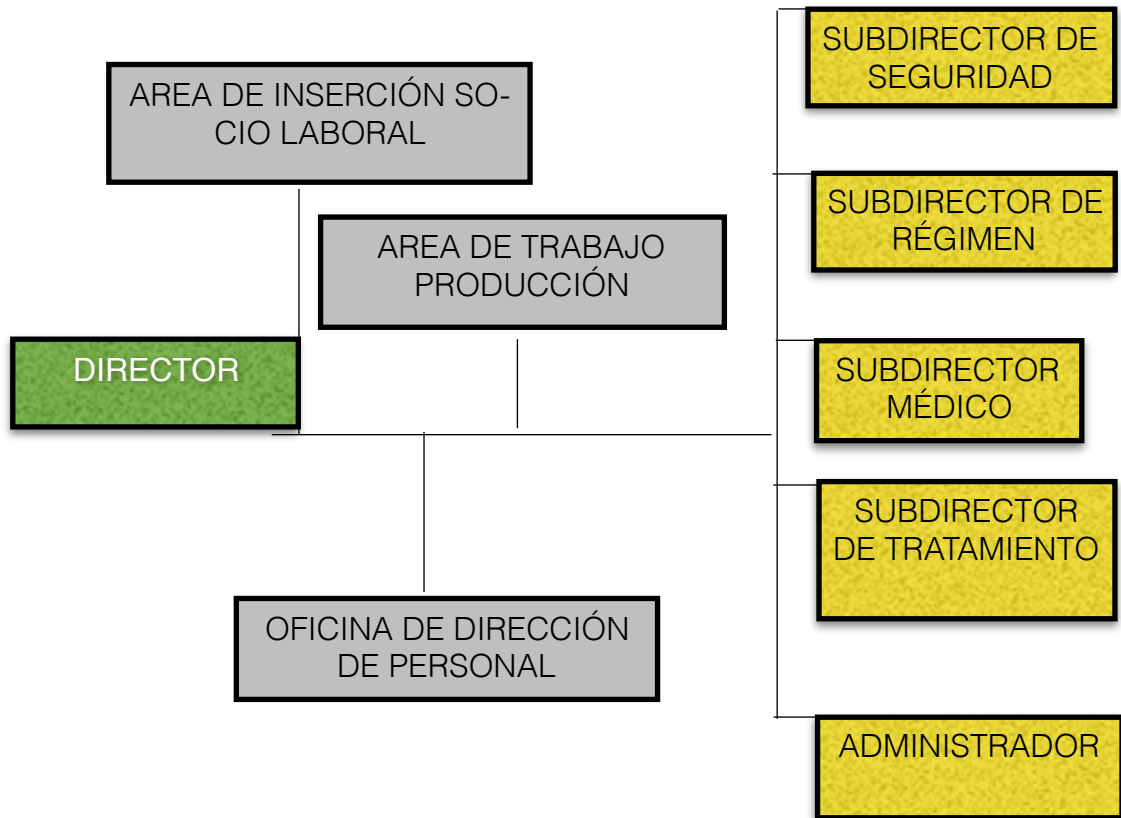 AREA DE INSERCIÓN SO-
CIO LABORAL
AREA DE TRABAJO
PRODUCCIÓN
DIRECTOR
OFICINA DE DIRECCIÓN
DE PERSONAL
SUBDIRECTOR DE
SEGURIDAD
SUBDIRECTOR DE
RÉGIMEN
SUBDIRECTOR
MÉDICO
SUBDIRECTOR
DE TRATAMIENTO
ADMINISTRADOR